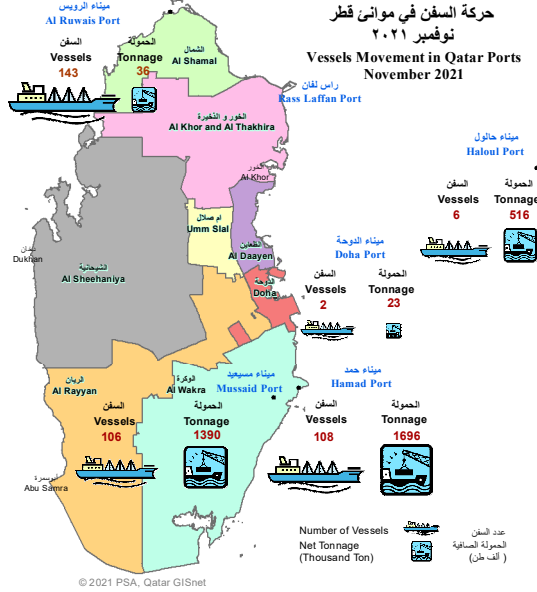 حركة السفن في موانئ قطر
نوفمبر ٢٠٢١
Vessels Movement in Qatar Ports
November 2021
ميناء الرويس
Al Ruwais Port
السفن
Vessels
143
الحمولة
Tonnage
36
الشمال
Al Shamal
راس لفان
Rass Laffan Port
الخور و الذخيرة
Al Khor and Al Thakhira
الخور
Al Khor
ميناء حالول
Haloul Port
السفن
Vessels
6
الحمولة
Tonnage
516
ام صلال
Umm Slal
الظعاين
Al Daayen
دخان
Dukhan
الشيحانية
Al Sheehaniya
ميناء الدوحة
Doha Port
السفن
Vessels
2
الحمولة
Tonnage
23
الدوحة
Doha
الريان
Al Rayyan
الوكرة
Al Wakra
ميناء مسيعيد
Mussaid Port
السفن
Vessels
106
الحمولة
Tonnage
1390
ميناء حمد
Hamad Port
السفن
Vessels
108
الحمولة
Tonnage
1696
أبوسمرة
Abu Samra
Number of Vessels
عدد السفن
Net Tonnage
(Thousand Ton)
الحمولة الصافية
( ألف طن)
© 2021 PSA, Qatar GISnet